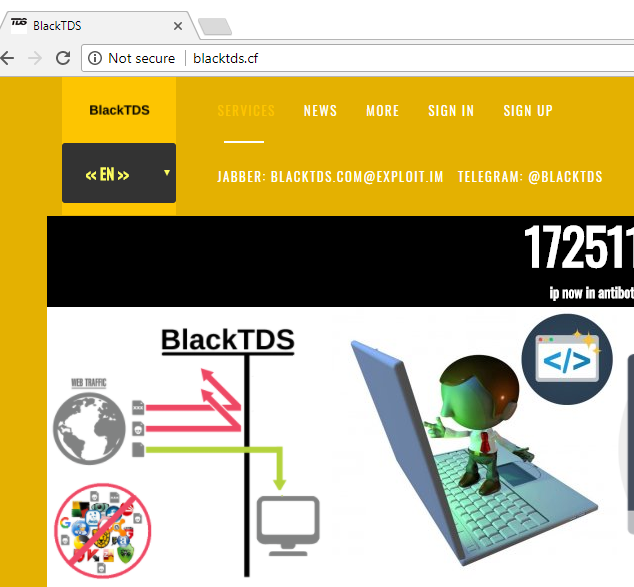 TDS
BlackTDS
Not secure
blacktds.cf
BlackTDS
SERVICES NEWS MORE SIGN IN SIGN UP
<< EN >>
JABBER: BLACKTDS.COM@EXPLOIT.IM TELEGRAM: @BLACKTDS
172511
ip now in antibot
BlackTDS
WEB TRAFFIC
</>